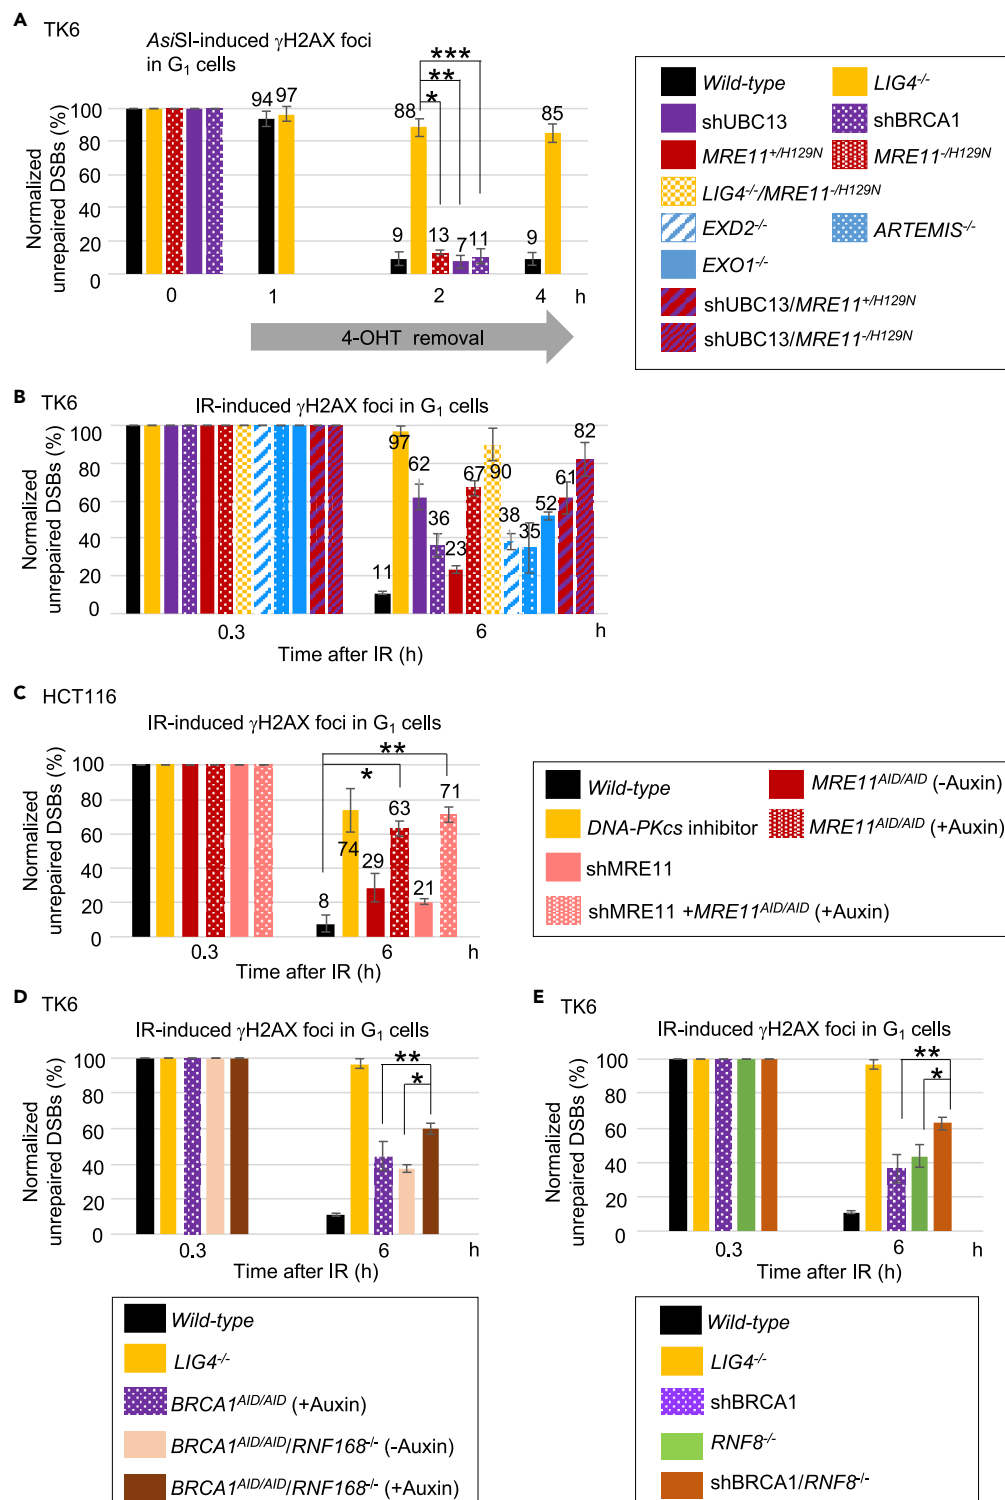 A TK6
AsiSI-induced γH2AX foci
in G1 cells
Normalized
unrepaired DSBs (%)
100
80
60
40
20
0
94 97
88
***
**
*
9
13
7
11
85
9
0 1 2 4 h
4-OHT removal
Wild-type
LIG4-/-
shUBC13
shBRCA1
MRE11+/H129N
MRE11-/H129N
LIG4-/-/MRE11-/H129N
EXD2-/-
ARTEMIS-/-
EXO1-/-
shUBC13/MRE11+/H129N
shUBC13/MRE11-/H129N
B TK6
IR-induced γH2AX foci in G1 cells
Normalized
unrepaired DSBs (%)
100
80
60
40
20
0
11
97
62
36
23
67
90
38
35
52
61
82
0.3 6 h
Time after IR (h)
C HCT116
IR-induced γH2AX foci in G1 cells
Normalized
unrepaired DSBs (%)
100
80
60
40
20
0
**
*
8
74
29
63
21
71
0.3 6 h
Time after IR (h)
Wild-type
MRE11AID/AID (-Auxin)
DNA-PKcs inhibitor
MRE11AID/AID (+Auxin)
shMRE11
shMRE11 +MRE11AID/AID (+Auxin)
D TK6
IR-induced γH2AX foci in G1 cells
Normalized
unrepaired DSBs (%)
100
80
60
40
20
0
**
*
0.3 6 h
Time after IR (h)
Wild-type
LIG4-/-
BRCA1AID/AID (+Auxin)
BRCA1AID/AID/RNF168-/- (-Auxin)
BRCA1AID/AID/RNF168-/- (+Auxin)
E TK6
IR-induced γH2AX foci in G1 cells
Normalized
unrepaired DSBs (%)
100
80
60
40
20
0
**
*
0.3 6 h
Time after IR (h)
Wild-type
LIG4-/-
shBRCA1
RNF8-/-
shBRCA1/RNF8-/-